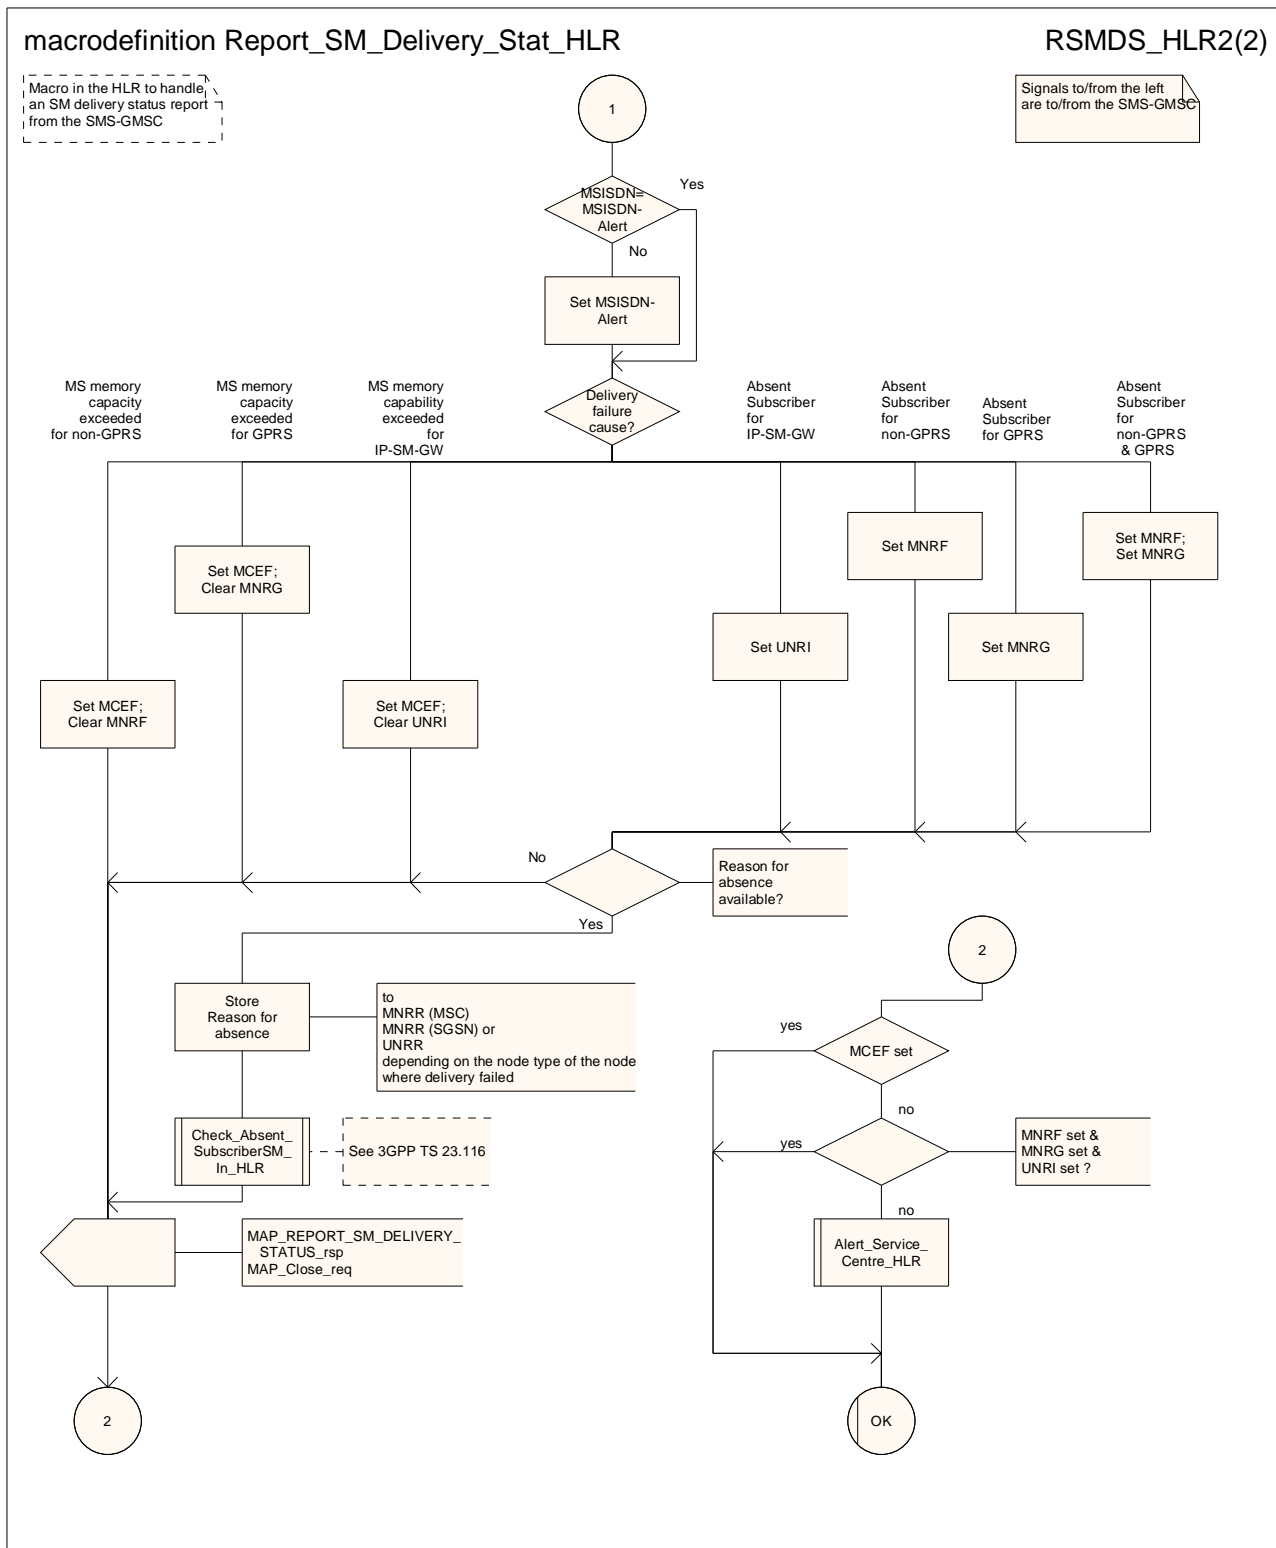 macrodefinition Report_SM_Delivery_Stat_HLR
RSMDS_HLR2(2)
Macro in the HLR to handle
an SM delivery status report
from the SMS-GMSC
1
Signals to/from the left
are to/from the SMS-GMSC
MSISDN=
MSISDN-
Alert
Yes
No
Set MSISDN-
Alert
Delivery
failure
cause?
MS memory
capacity
exceeded
for non-GPRS
MS memory
capacity
exceeded
for GPRS
MS memory
capability
exceeded
for
IP-SM-GW
Absent
Subscriber
for
IP-SM-GW
Absent
Subscriber
for
non-GPRS
Absent
Subscriber
for GPRS
Absent
Subscriber
for
non-GPRS
& GPRS
Set MCEF;
Clear MNRG
Set MNRF
Set MNRF;
Set MNRG
Set UNRI
Set MNRG
Set MCEF;
Clear MNRF
Set MCEF;
Clear UNRI
No
Reason for
absence
available?
Yes
Store
Reason for
absence
to
MNRR (MSC)
MNRR (SGSN) or
UNRR
depending on the node type of the node
where delivery failed
Check_Absent_
SubscriberSM_
In_HLR
See 3GPP TS 23.116
MAP_REPORT_SM_DELIVERY_
STATUS_rsp
MAP_Close_req
2
2
yes
MCEF set
no
yes
MNRF set &
MNRG set &
UNRI set ?
no
Alert_Service_
Centre_HLR
OK